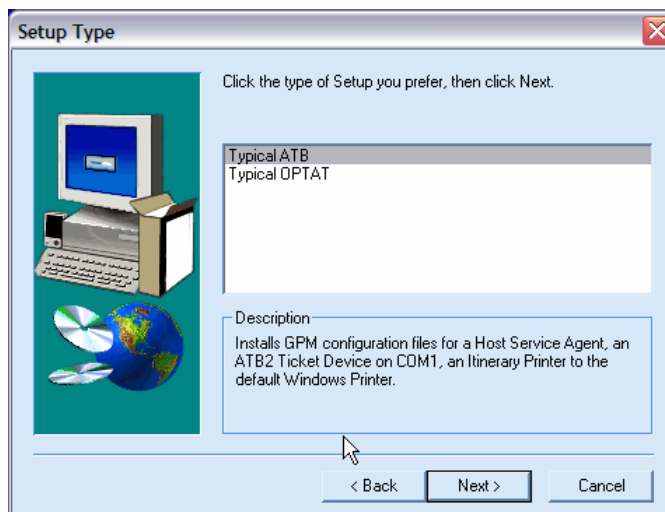 Setup Type
Click the type of Setup you prefer, then click Next.
Typical ATB
Typical OPTAT
Description
Installs GPM configuration files for a Host Service Agent, an
ATB2 Ticket Device on COM1, an Itinerary Printer to the
default Windows Printer.
< Back
Next >
Cancel